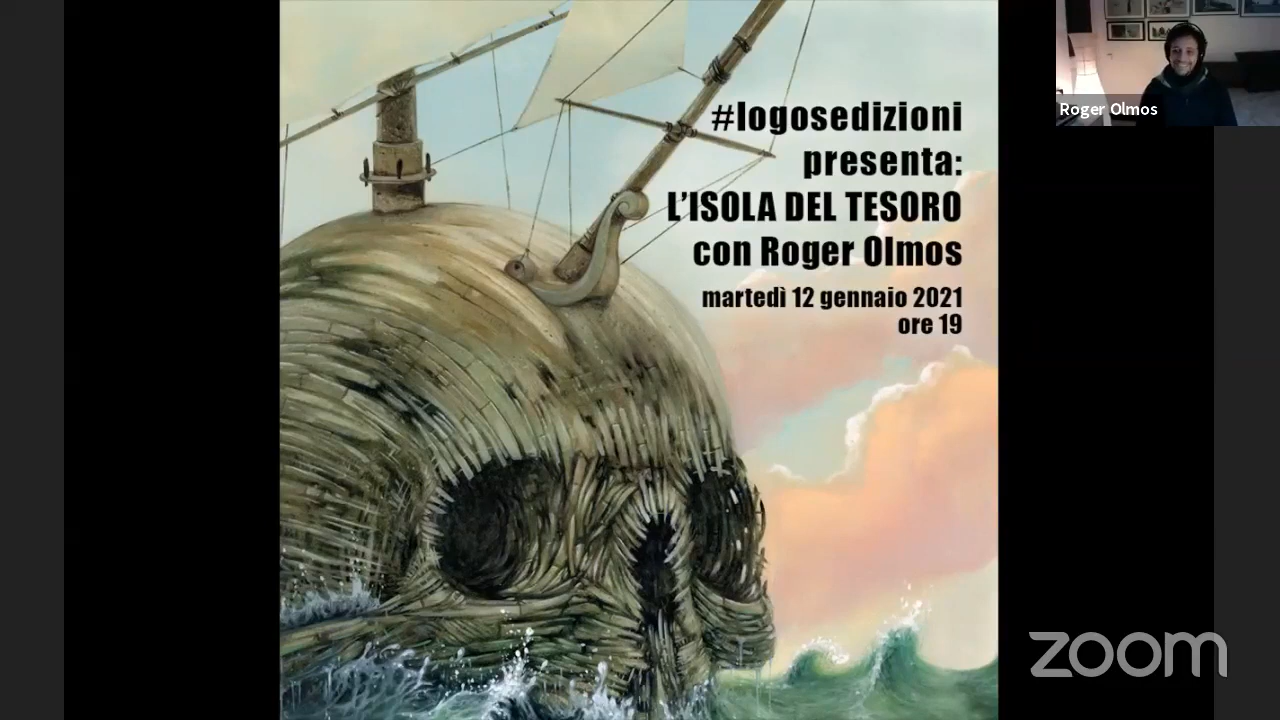 #logosedizioni
presenta:
L'ISOLA DEL TESORO
con Roger Olmos
martedì 12 gennaio 2021
ore 19
Roger Olmos
zoom